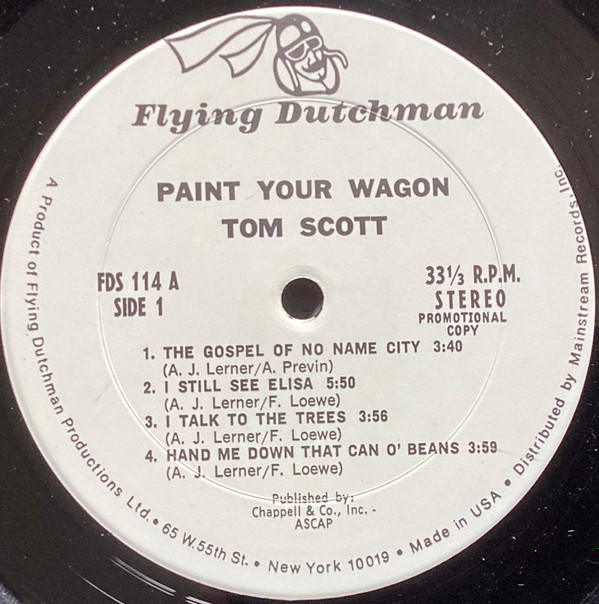 Flying Dutchman
PAINT YOUR WAGON
TOM SCOTT
FDS 114 A
SIDE 1
33⅓ R.P.M.
STEREO
PROMOTIONAL
COPY
1. THE GOSPEL OF NO NAME CITY 3:40
(A. J. Lerner/A. Previn)
2. I STILL SEE ELISA 5:50
(A. J. Lerner/F. Loewe)
3. I TALK TO THE TREES 3:56
(A. J. Lerner/F. Loewe)
4. HAND ME DOWN THAT CAN O' BEANS 3:59
(A. J. Lerner/F. Loewe)
Published by:
Chappell & Co., Inc. -
ASCAP
A Product of Flying Dutchman Productions Ltd. • 65 W. 55th St. • New York 10019 • Made in USA • Distributed by Mainstream Records, Inc.